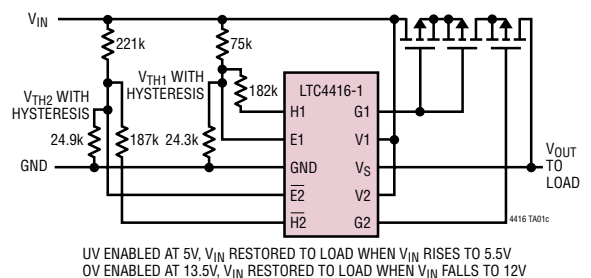 VIN
221k
75k
VTH1 WITH
HYSTERESIS
182k
VTH2 WITH
HYSTERESIS
24.9k
187k
24.3k
GND
LTC4416-1
H1
G1
E1
V1
GND
VS
E2
V2
H2
G2
VOUT
TO
LOAD
4416 TA01c
UV ENABLED AT 5V, VIN RESTORED TO LOAD WHEN VIN RISES TO 5.5V
OV ENABLED AT 13.5V, VIN RESTORED TO LOAD WHEN VIN FALLS TO 12V